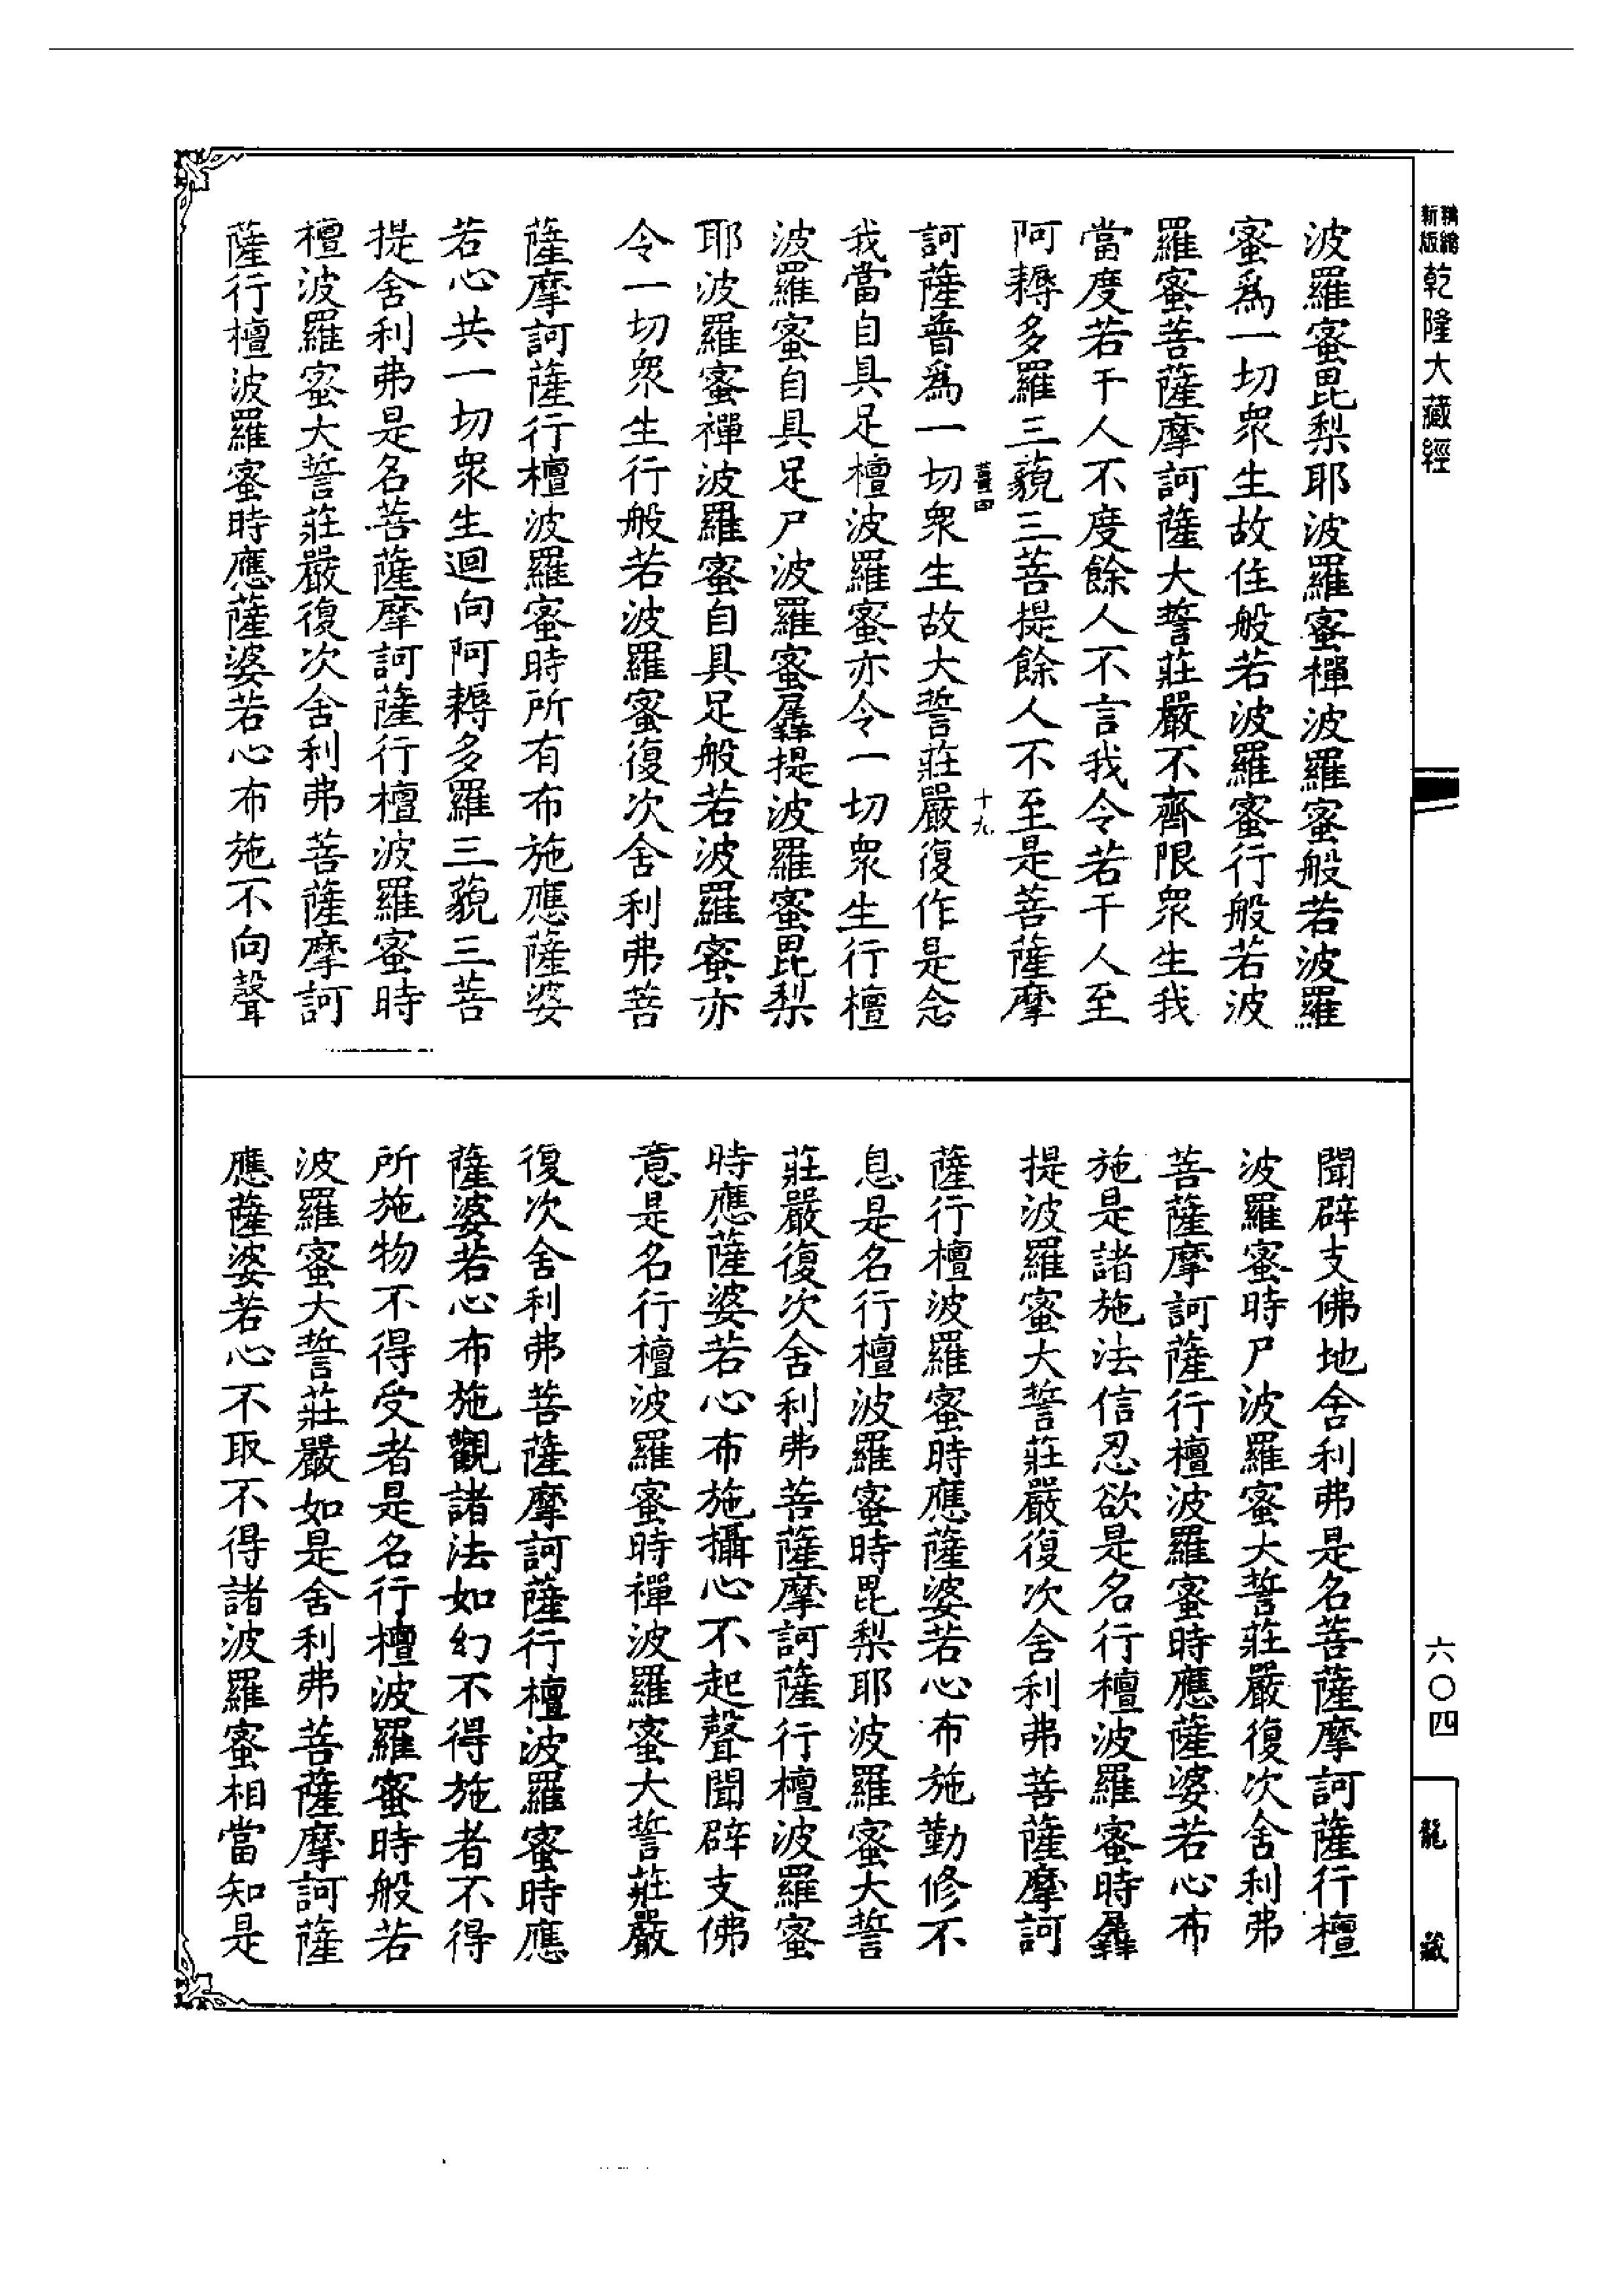 新版
精縮
乾隆大藏經
波羅蜜毘梨耶波羅蜜禪波羅蜜般若波羅
蜜爲一切衆生故住般若波羅蜜行般若波
羅蜜菩薩摩訶薩大誓莊嚴不齊限衆生我
當度若干人不度餘人不言我令若干人至
阿耨多羅三藐三菩提餘人不至是菩薩摩
訶薩普爲一切衆生故大誓莊嚴復作是念
我當自具足檀波羅蜜亦令一切衆生行檀
波羅蜜自具足尸波羅蜜羼提波羅蜜毘梨
耶波羅蜜禪波羅蜜自具足般若波羅蜜亦
令一切衆生行般若波羅蜜復次舍利弗菩
薩摩訶薩行檀波羅蜜時所有布施應薩婆
若心共一切衆生迴向阿耨多羅三藐三菩
提舍利弗是名菩薩摩訶薩行檀波羅蜜時
檀波羅蜜大誓莊嚴復次舍利弗菩薩摩訶
薩行檀波羅蜜時應薩婆若心布施不向聲
十九
聞辟支佛地舍利弗是名菩薩摩訶薩行檀
波羅蜜時尸波羅蜜大誓莊嚴復次舍利弗
菩薩摩訶薩行檀波羅蜜時應薩婆若心布
施是諸施法信忍欲是名行檀波羅蜜時羼
提波羅蜜大誓莊嚴復次舍利弗菩薩摩訶
薩行檀波羅蜜時應薩婆若心布施勤修不
息是名行檀波羅蜜時毘梨耶波羅蜜大誓
莊嚴復次舍利弗菩薩摩訶薩行檀波羅蜜
時應薩婆若心布施攝心不起聲聞辟支佛
意是名行檀波羅蜜時禪波羅蜜大誓莊嚴
復次舍利弗菩薩摩訶薩行檀波羅蜜時應
薩婆若心布施觀諸法如幻不得施者不得
所施物不得受者是名行檀波羅蜜時般若
波羅蜜大誓莊嚴如是舍利弗菩薩摩訶薩
應薩婆若心不取不得諸波羅蜜相當知是
六〇四
龍藏